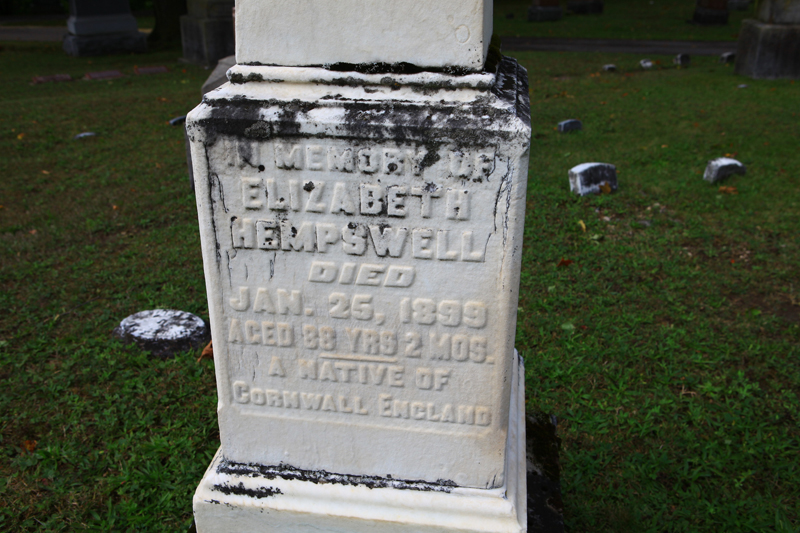 IN MEMORY OF
ELIZABETH
HEMPSWELL
DIED
JAN. 25, 1899
AGED 88 YRS 2 MOS.
A NATIVE OF
CORNWALL ENGLAND